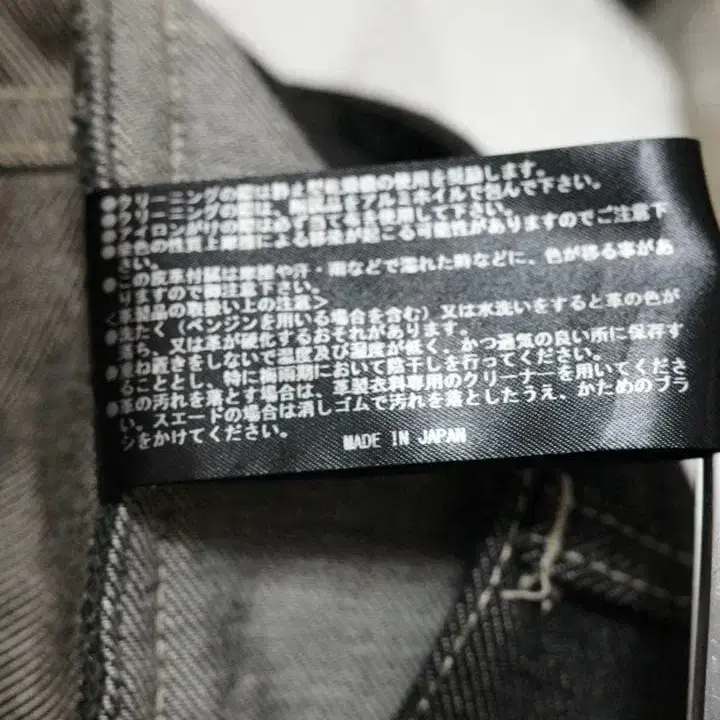 ●クリーニングの際は静止型乾燥機の使用を奨励します。
●クリーニングの際は、附属品をアルミホイルで包んで下さい。
●アイロンがけの際は必ず当て布を使用して下さい。
●染色の性質上摩擦による移染が起こる可能性がありますのでご注意下
さい。
●この皮革付属は摩擦や汗・雨などで濡れた時などに、色が移る事があ
りますので御注意下さい。
<革製品の取扱い上の注意>
●洗たく（ベンジンを用いる場合を含む）又は水洗いをすると革の色が
落ち、又は革が硬化するおそれがあります。
●重ね置きをしないで温度及び湿度が低く、かつ通気の良い所に保存す
ることとし、特に梅雨期において陰干しを行ってください。
●革の汚れを落とす場合は、革製衣料専用のクリーナーを用いてくださ
い。スエードの場合は消しゴムで汚れを落としたうえ、かためのブラ
シをかけてください。
MADE IN JAPAN